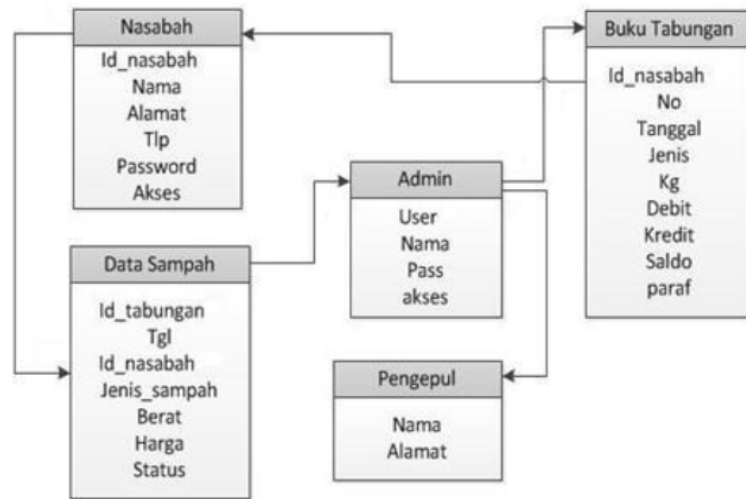 Nasabah
Id_nasabah
Nama
Alamat
Tlp
Password
Akses
Data Sampah
Id_tabungan
Tgl
Id_nasabah
Jenis_sampah
Berat
Harga
Status
Admin
User
Nama
Pass
akses
Pengepul
Nama
Alamat
Buku Tabungan
Id_nasabah
No
Tanggal
Jenis
Kg
Debit
Kredit
Saldo
paraf